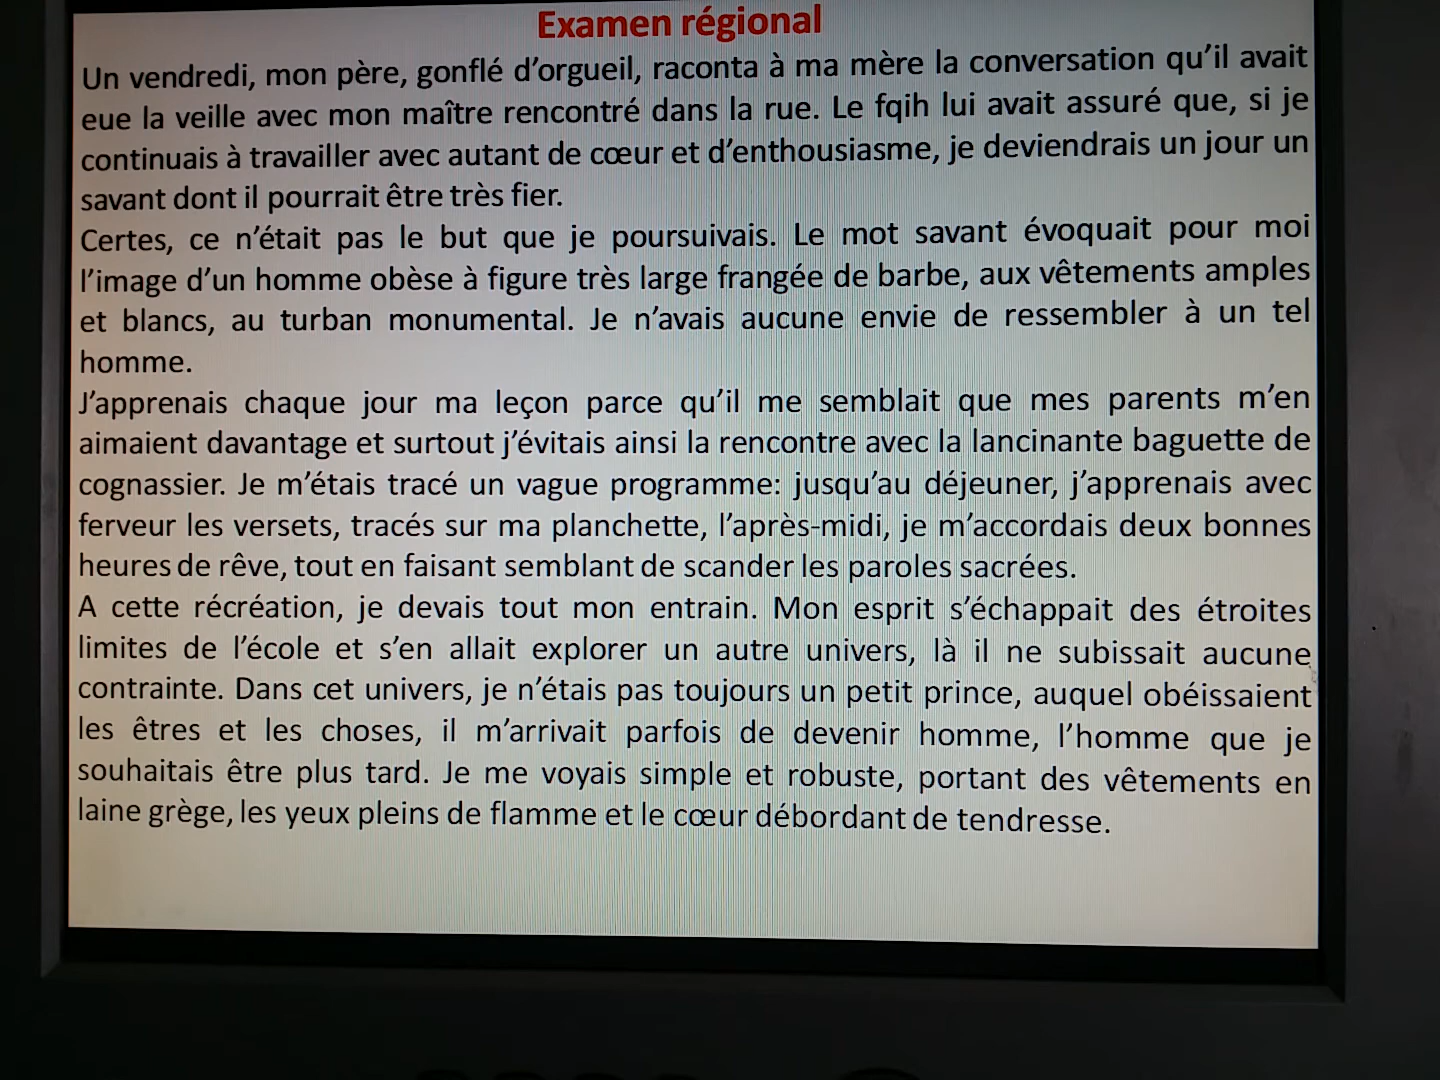 Examen régional
Un vendredi, mon père, gonflé d’orgueil, raconta à ma mère la conversation qu’il avait
eue la veille avec mon maître rencontré dans la rue. Le fqih lui avait assuré que, si je
continuais à travailler avec autant de cœur et d’enthousiasme, je deviendrais un jour un
savant dont il pourrait être très fier.
Certes, ce n’était pas le but que je poursuivais. Le mot savant évoquait pour moi
l’image d’un homme obèse à figure très large frangée de barbe, aux vêtements amples
et blancs, au turban monumental. Je n’avais aucune envie de ressembler à un tel
homme.
J’apprenais chaque jour ma leçon parce qu’il me semblait que mes parents m’en
aimaient davantage et surtout j’évitais ainsi la rencontre avec la lancinante baguette de
cognassier. Je m’étais tracé un vague programme: jusqu’au déjeuner, j’apprenais avec
ferveur les versets, tracés sur ma planchette, l’après-midi, je m’accordais deux bonnes
heures de rêve, tout en faisant semblant de scander les paroles sacrées.
A cette récréation, je devais tout mon entrain. Mon esprit s’échappait des étroites
limites de l’école et s’en allait explorer un autre univers, là il ne subissait aucune
contrainte. Dans cet univers, je n’étais pas toujours un petit prince, auquel obéissaient
les êtres et les choses, il m’arrivait parfois de devenir homme, l’homme que je
souhaitais être plus tard. Je me voyais simple et robuste, portant des vêtements en
laine grège, les yeux pleins de flamme et le cœur débordant de tendresse.